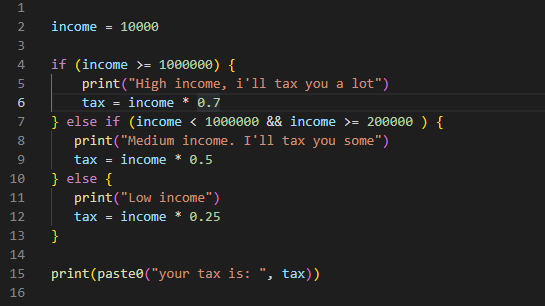 1
2 income = 10000
3
4 if (income >= 1000000) {
5     print("High income, i'll tax you a lot")
6     tax = income * 0.7
7 } else if (income < 1000000 && income >= 200000 ) {
8    print("Medium income. I'll tax you some")
9    tax = income * 0.5
10 } else {
11    print("Low income")
12    tax = income * 0.25
13 }
14
15 print(paste0("your tax is: ", tax))
16